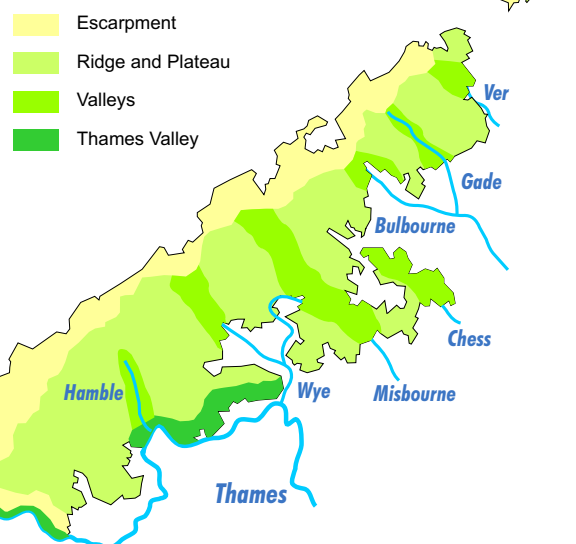 Escarpment
Ridge and Plateau
Valleys
Thames Valley
Ver
Gade
Bulbourne
Chess
Misbourne
Wye
Hamble
Thames